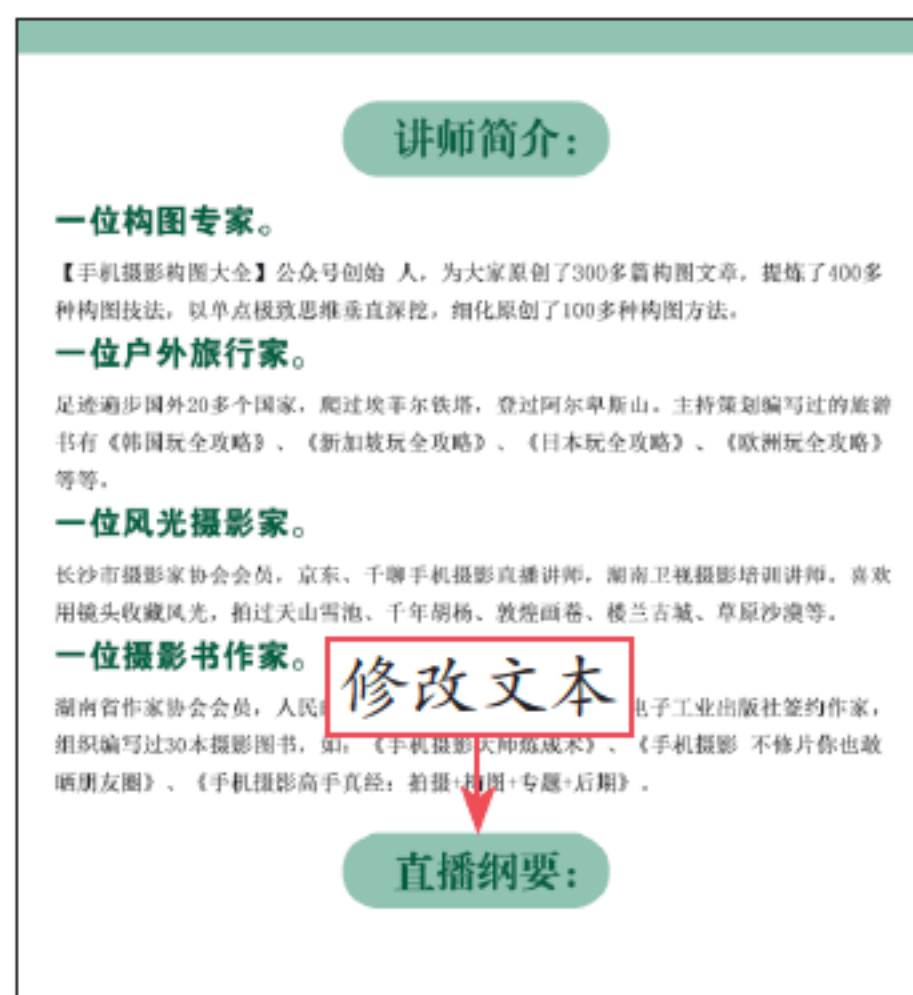 讲师简介：
一位构图专家。
【手机摄影构图大全】公众号创始 人，为大家原创了300多篇构图文章，提炼了400多
种构图技法，以单点极致思维垂直深挖，细化原创了100多种构图方法。
一位户外旅行家。
足迹遍步国外20多个国家，爬过埃菲尔铁塔，登过阿尔卑斯山。主持策划编写过的旅游
书有《韩国玩全攻略》、《新加坡玩全攻略》、《日本玩全攻略》、《欧洲玩全攻略》
等等。
一位风光摄影家。
长沙市摄影家协会会员，京东、千聊手机摄影直播讲师，湖南卫视摄影培训讲师。喜欢
用镜头收藏风光，拍过天山雪池、千年胡杨、敦煌画卷、楼兰古城、草原沙漠等。
一位摄影书作家。
修改文本
湖南省作家协会会员，人民 电子工业出版社签约作家，
组织编写过30本摄影图书，如：《手机摄影大师炼成术》、《手机摄影 不修片你也敢
晒朋友圈》、《手机摄影高手真经：拍摄+构图+专题+后期》。
直播纲要：